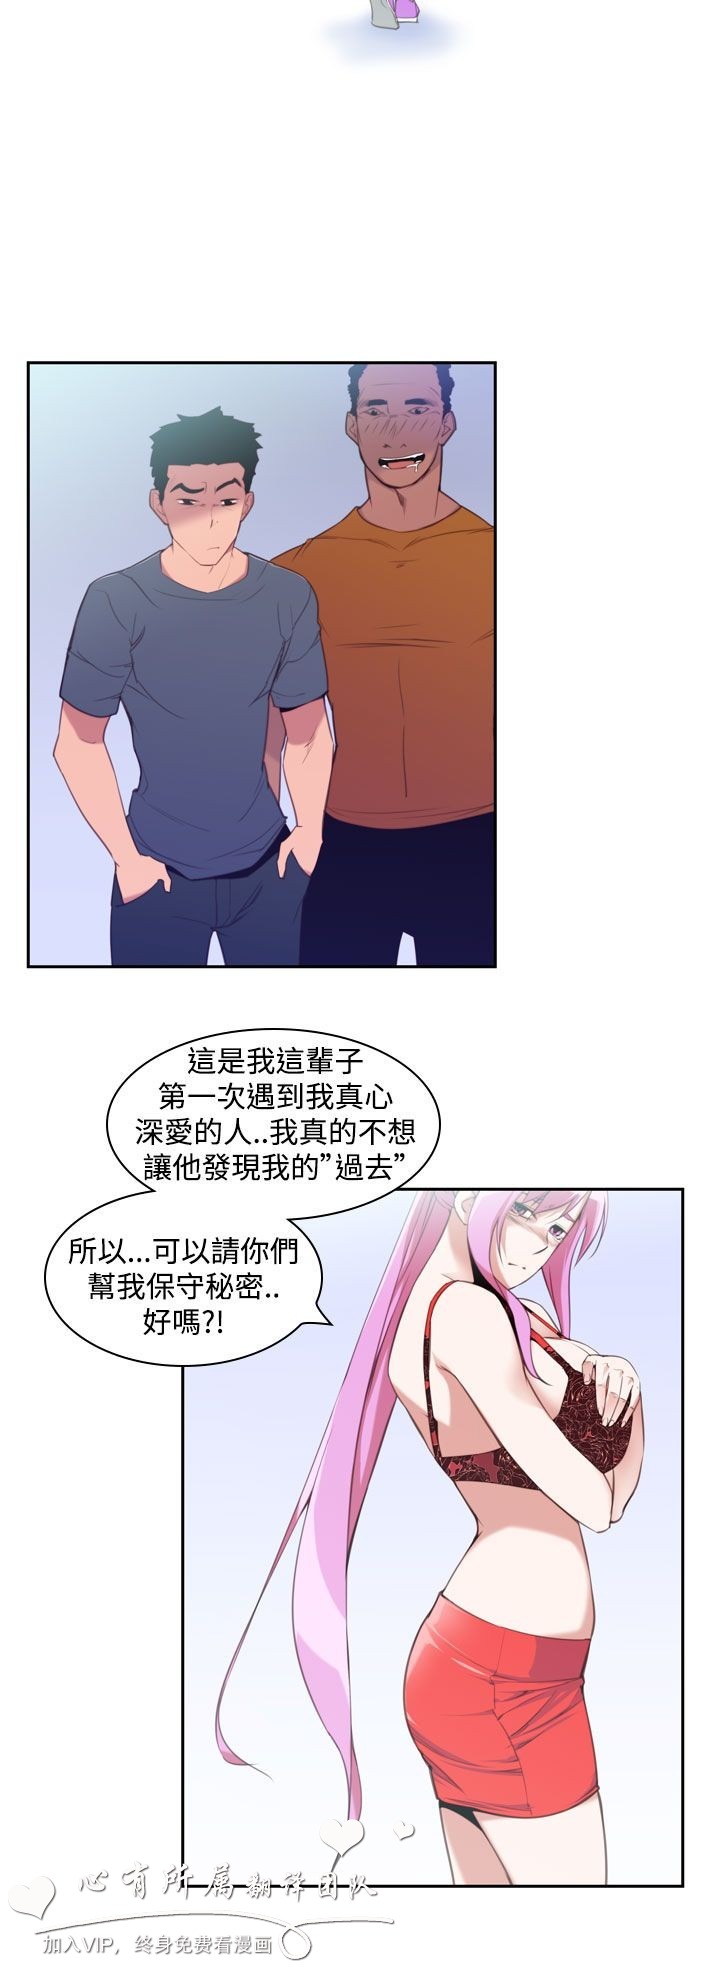 這是我這輩子
第一次遇到我真心
深愛的人..我真的不想
讓他發現我的”過去”
所以...可以請你們
幫我保守秘密..
好嗎?!
心有所属翻译团队
加入VIP，终身免费看漫画